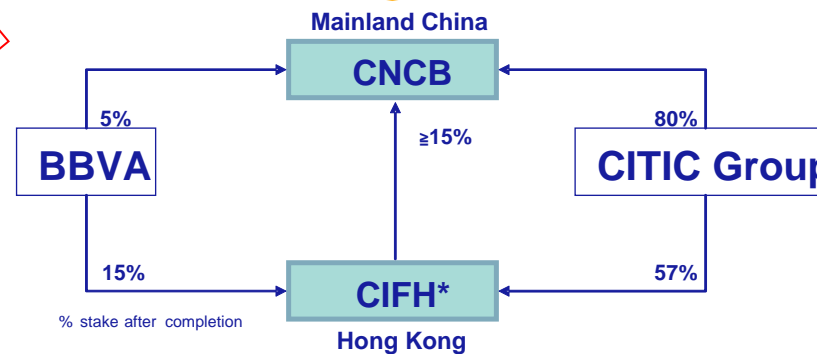 Mainland China
CNCB
5%
80%
≧15%
BBVA
CITIC Group
15%
57%
CIFH*
% stake after completion
Hong Kong